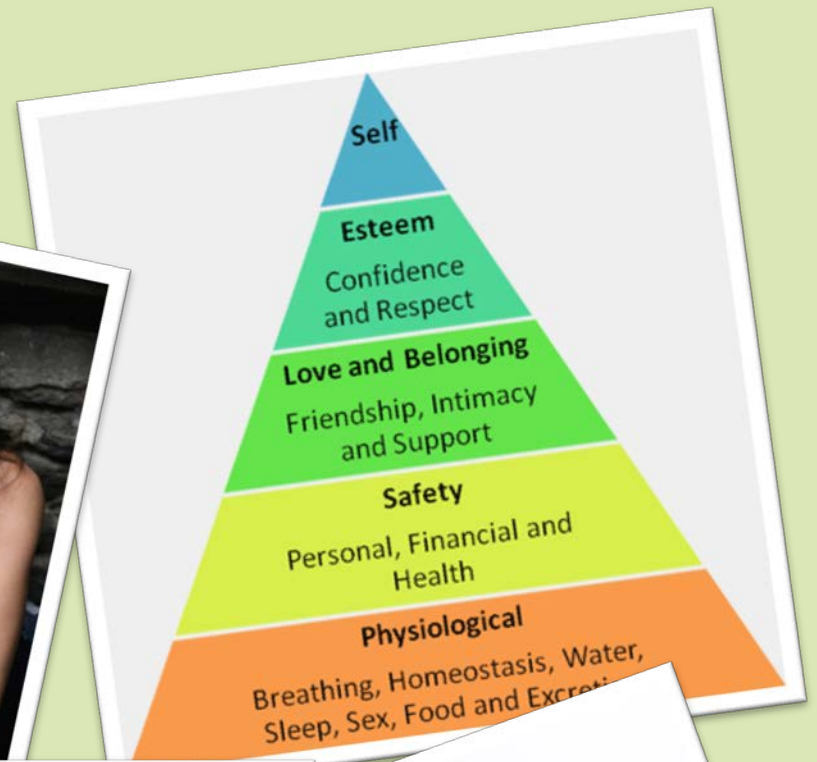 Self
Esteem
Confidence
and Respect
Love and Belonging
Friendship, Intimacy
and Support
Safety
Personal, Financial and
Health
Physiological
Breathing, Homeostasis, Water,
Sleep, Sex, Food and